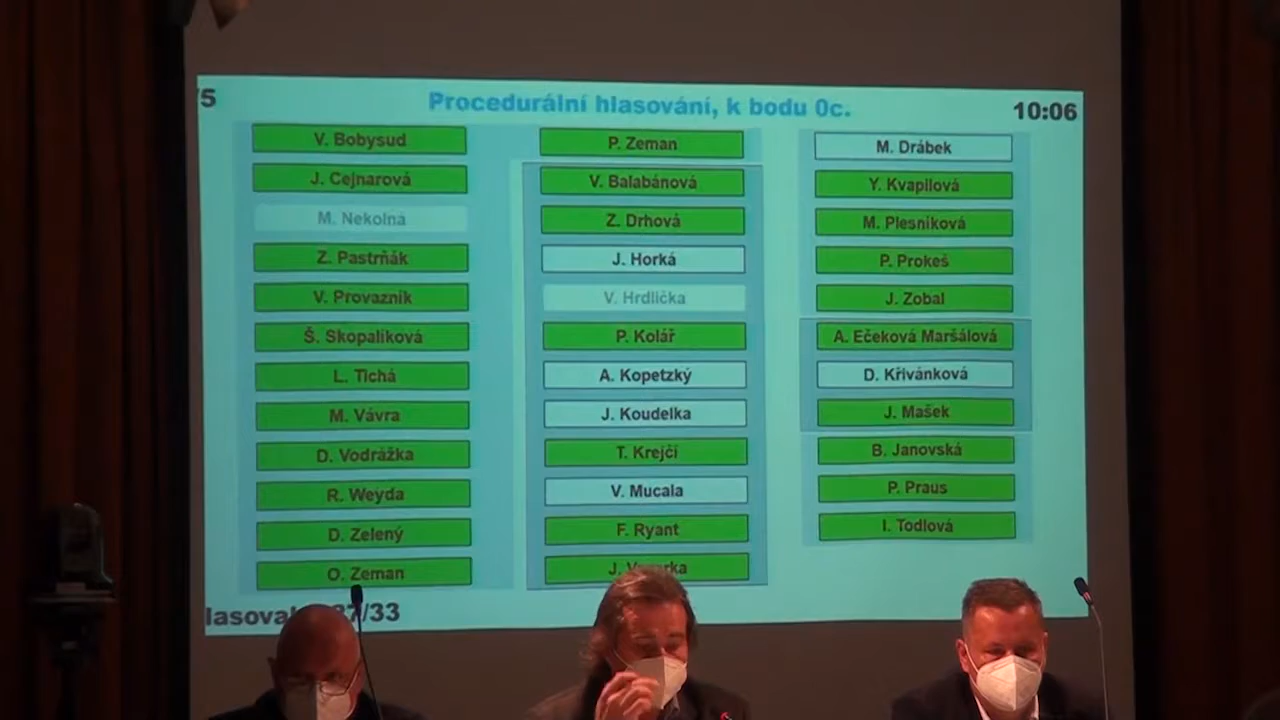 /5
Procedurální hlasování, k bodu 0c.
10:06
V. Bobysud
J. Cejnarová
M. Nekolná
Z. Pastrňák
V. Provazník
Š. Skopalíková
L. Tichá
M. Vávra
D. Vodrážka
R. Weyda
D. Zelený
O. Zeman
P. Zeman
V. Balabánová
Z. Drhová
J. Horká
V. Hrdlička
P. Kolář
A. Kopetzký
J. Koudelka
T. Krejčí
V. Mucala
F. Ryant
J.
M. Drábek
Y. Kvapilová
M. Plesníková
P. Prokeš
J. Zobal
A. Ečeková Maršálová
D. Křivánková
J. Mašek
B. Janovská
P. Praus
I. Todlová
/33